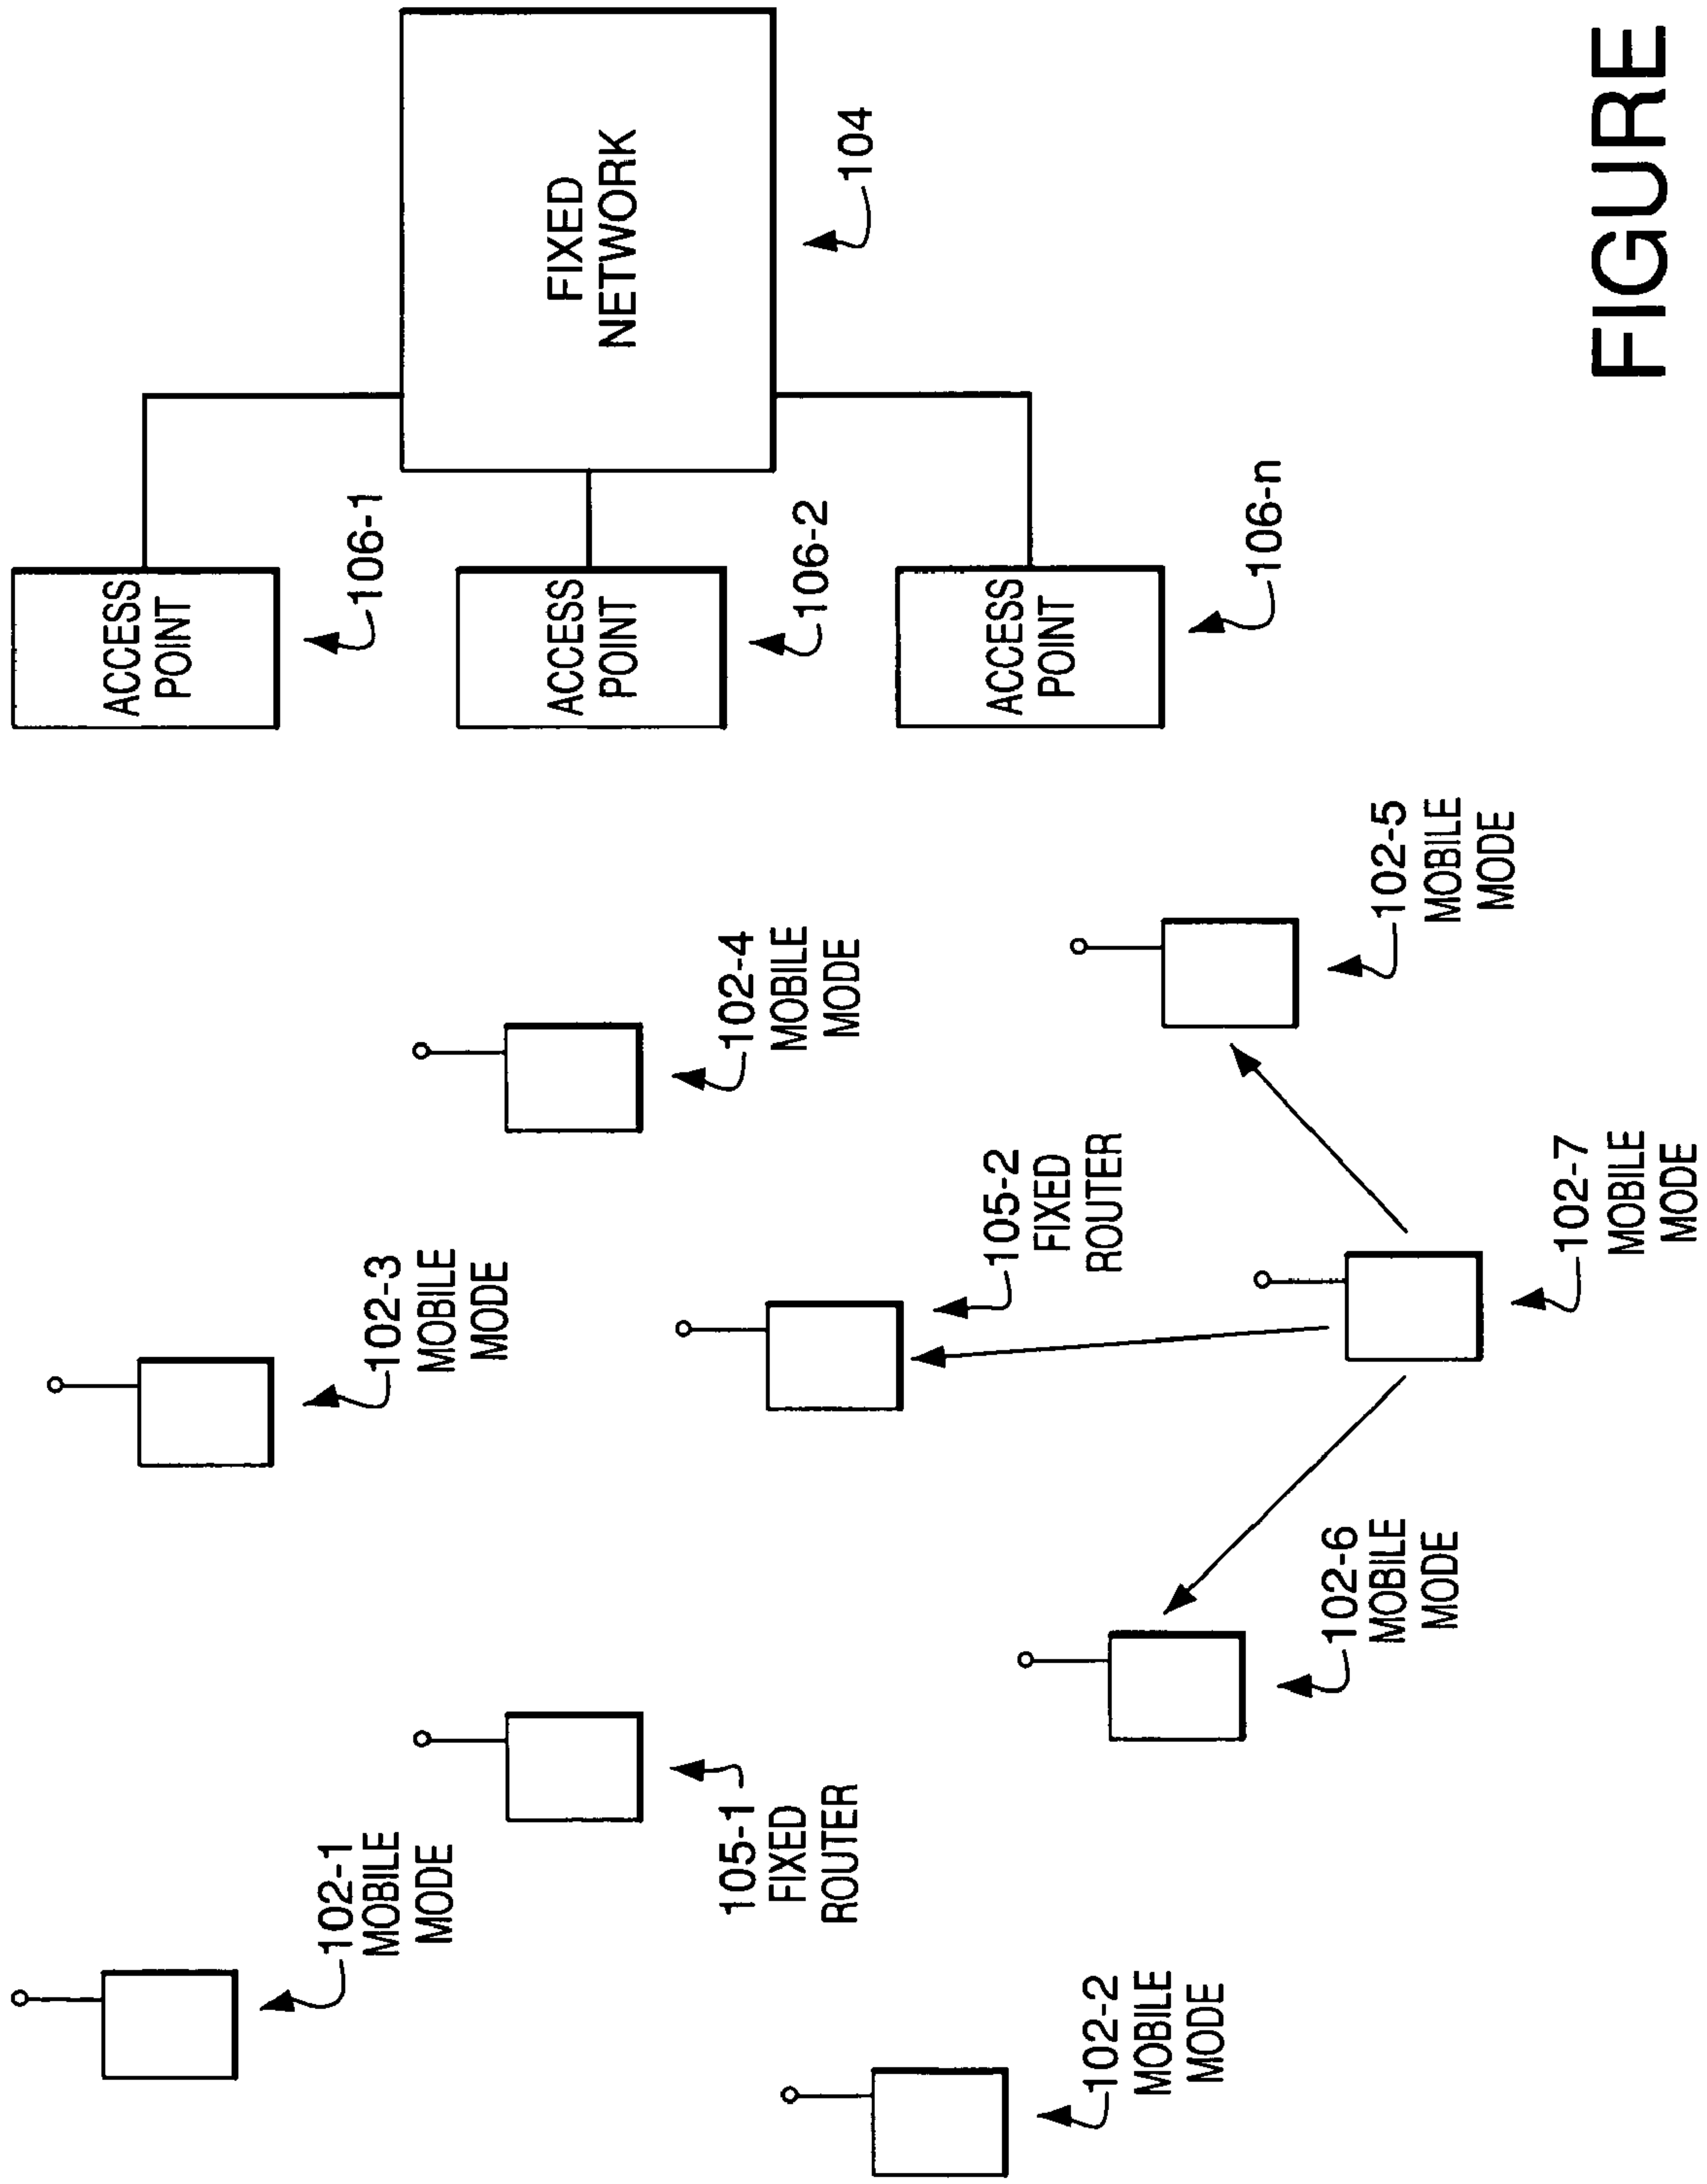 102-1
MOBILE
MODE
102-3
MOBILE
MODE
ACCESS
POINT
106-1
105-1
FIXED
ROUTER
102-4
MOBILE
MODE
ACCESS
POINT
106-2
FIXED
NETWORK
104
102-2
MOBILE
MODE
105-2
FIXED
ROUTER
ACCESS
POINT
106-n
102-6
MOBILE
MODE
102-5
MOBILE
MODE
102-7
MOBILE
MODE
FIGURE